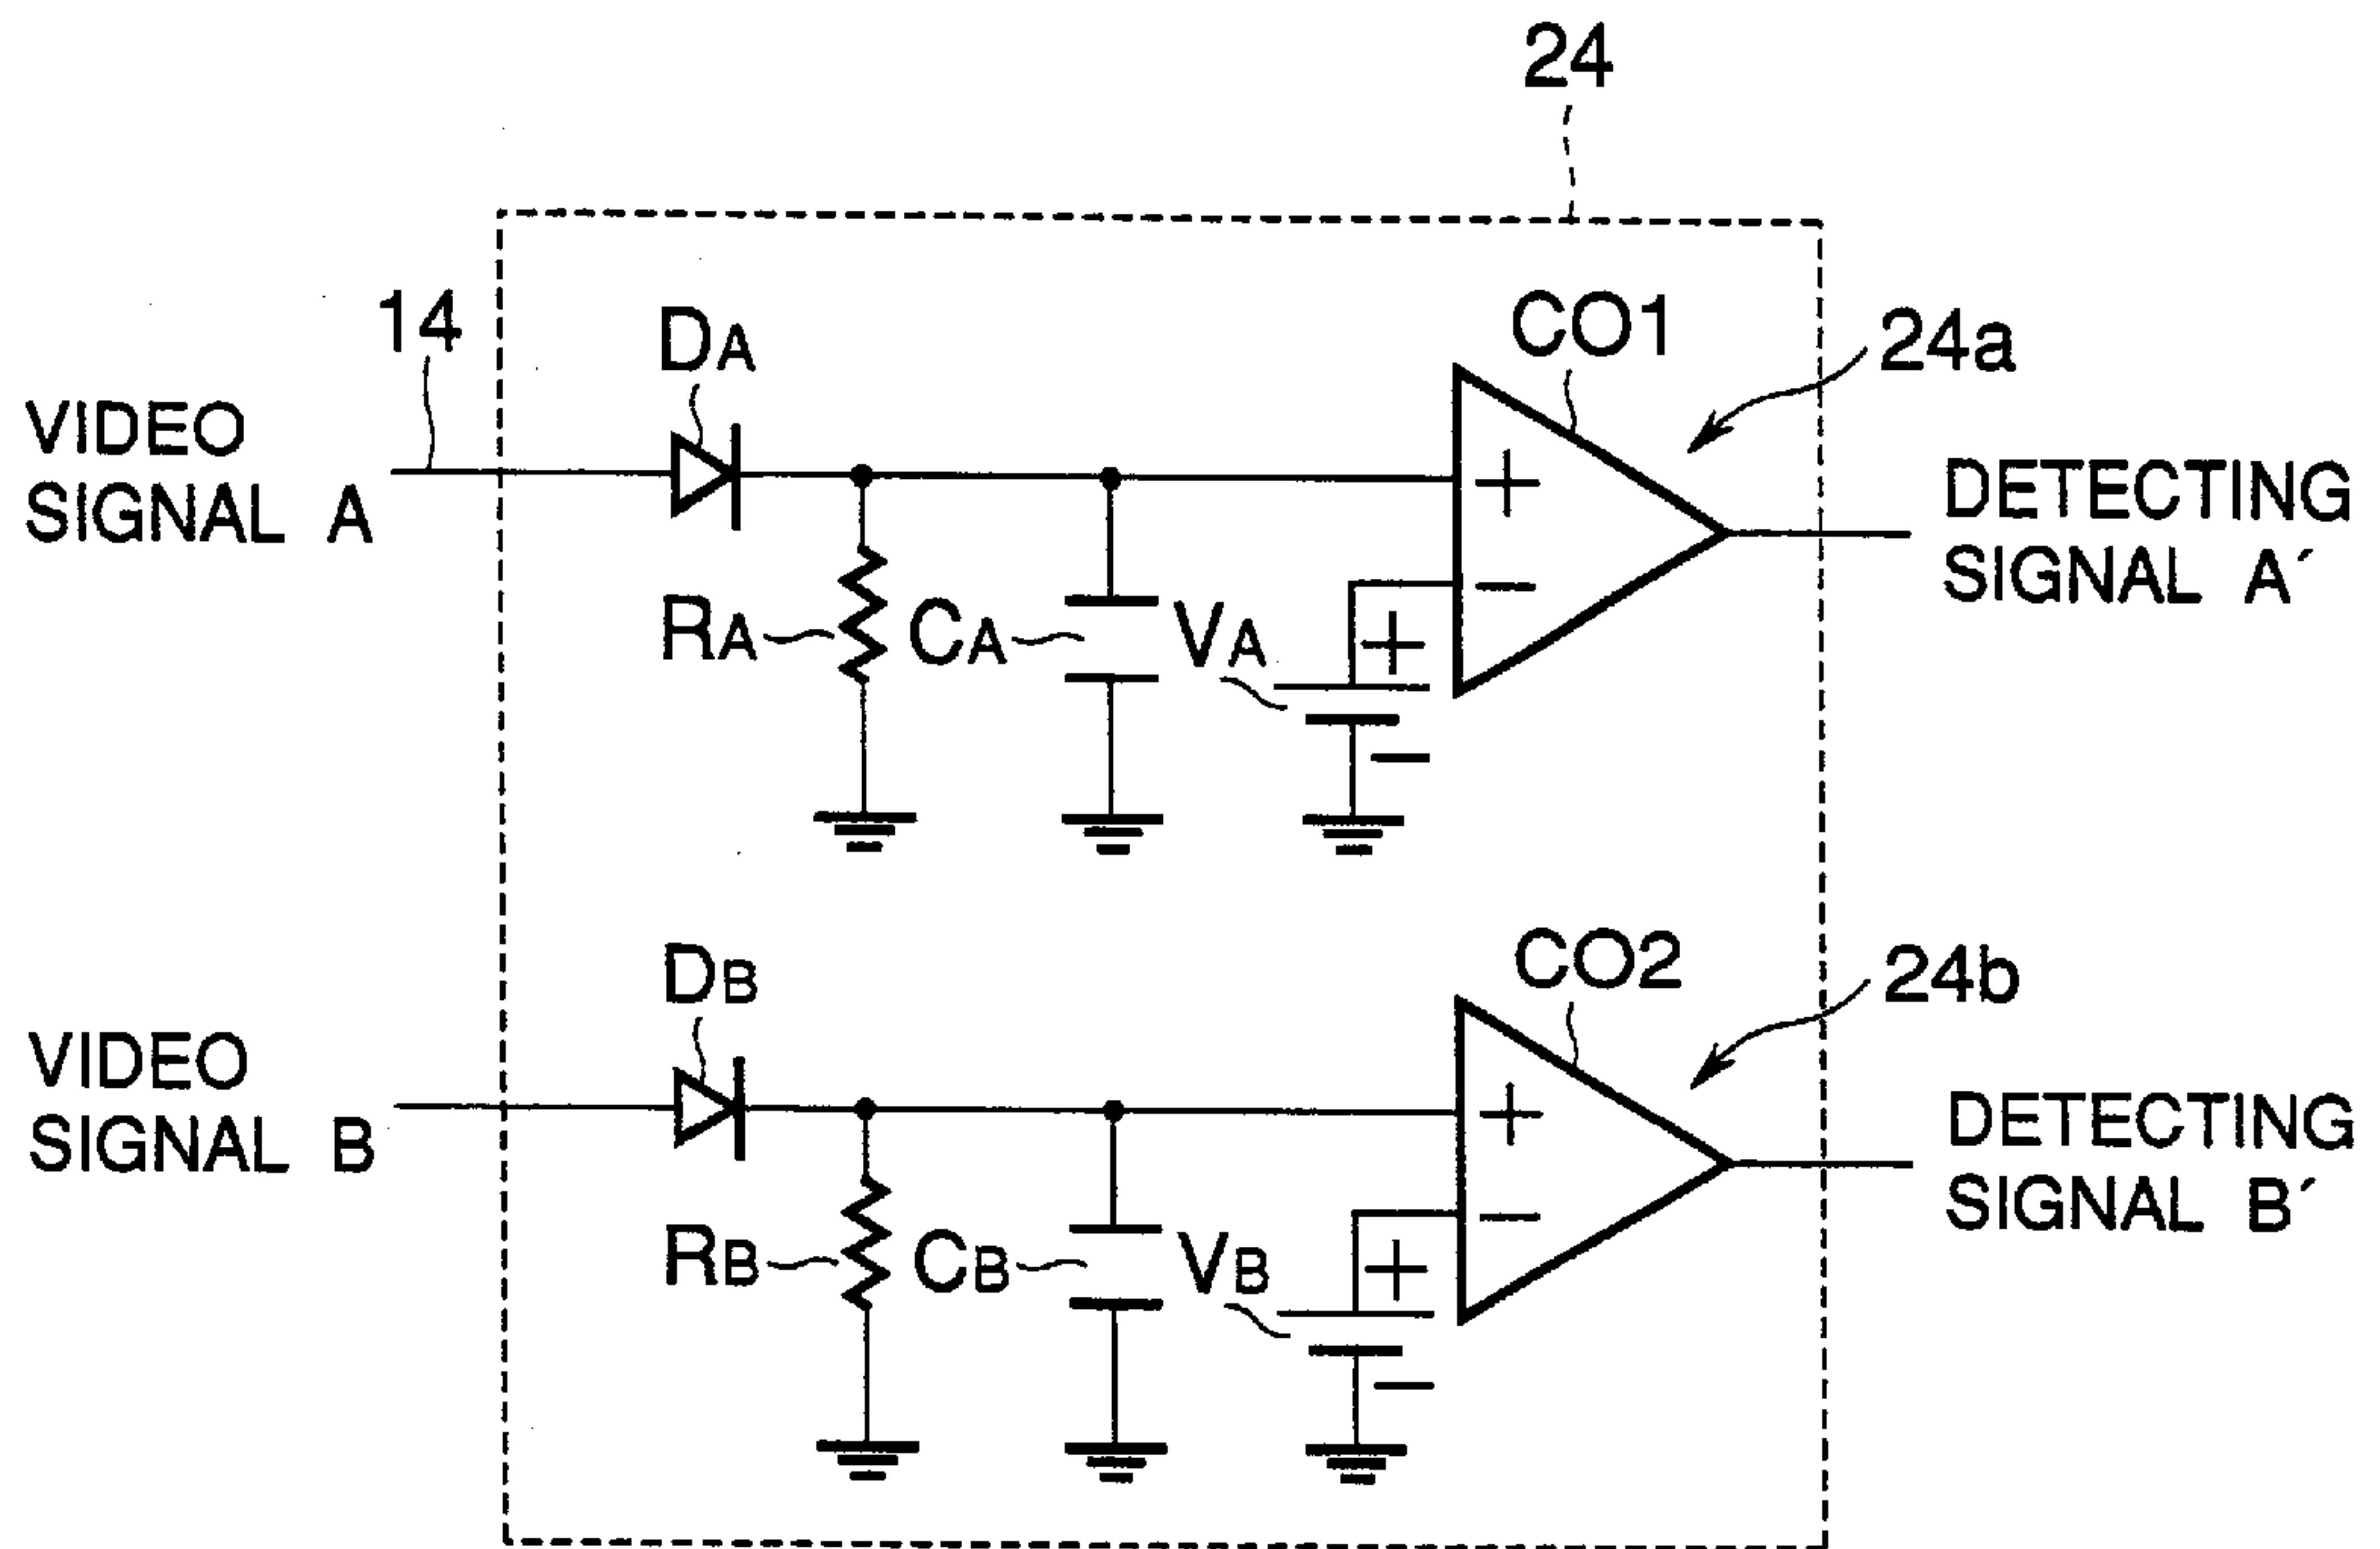 24
14
DA
CO1
24a
VIDEO
SIGNAL A
DETECTING
SIGNAL A´
+
−
RA
CA
VA
+
−
DB
CO2
24b
VIDEO
SIGNAL B
DETECTING
SIGNAL B´
+
−
RB
CB
VB
+
−